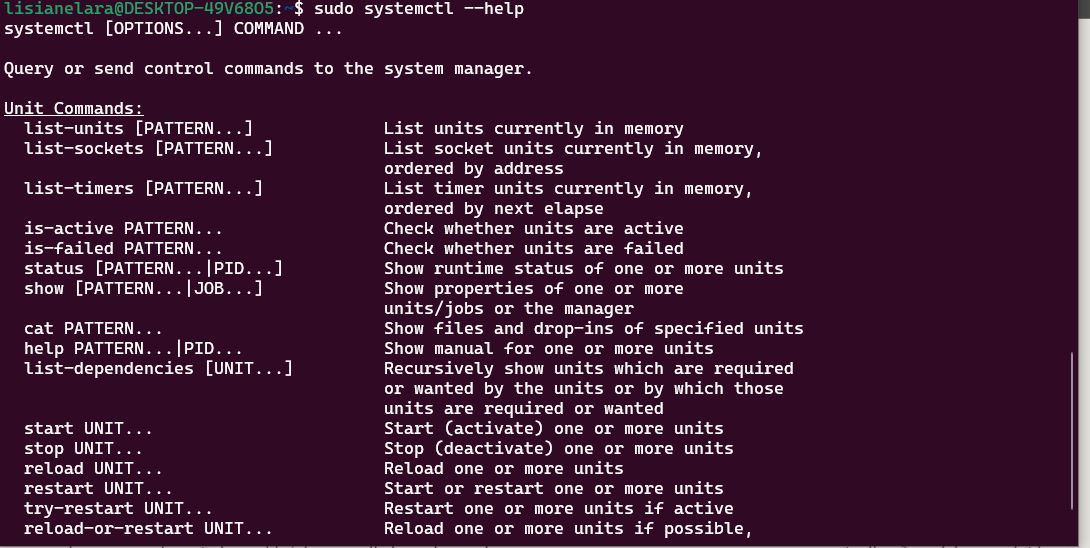 lisianelara@DESKTOP-49V68O5:~$ sudo systemctl --help
systemctl [OPTIONS...] COMMAND ...
Query or send control commands to the system manager.
Unit Commands:
list-units [PATTERN...] List units currently in memory
list-sockets [PATTERN...] List socket units currently in memory,
ordered by address
list-timers [PATTERN...] List timer units currently in memory,
ordered by next elapse
is-active PATTERN... Check whether units are active
is-failed PATTERN... Check whether units are failed
status [PATTERN...|PID...] Show runtime status of one or more units
show [PATTERN...|JOB...] Show properties of one or more
units/jobs or the manager
cat PATTERN... Show files and drop-ins of specified units
help PATTERN...|PID... Show manual for one or more units
list-dependencies [UNIT...] Recursively show units which are required
or wanted by the units or by which those
units are required or wanted
start UNIT... Start (activate) one or more units
stop UNIT... Stop (deactivate) one or more units
reload UNIT... Reload one or more units
restart UNIT... Start or restart one or more units
try-restart UNIT... Restart one or more units if active
reload-or-restart UNIT... Reload one or more units if possible,